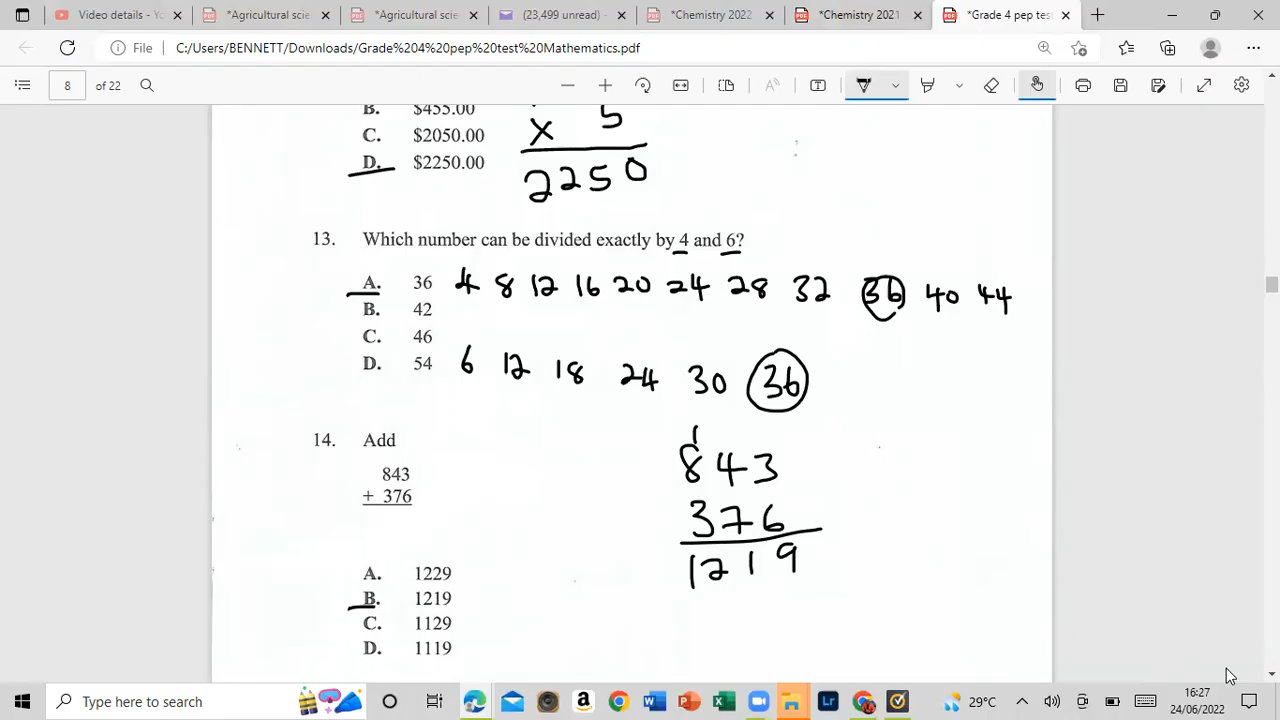 *Agricultural scie
*Agricultural scie
(23,499 unread) -
*Chemistry 2022
*Chemistry 2021
*Grade 4 pep tes
File C:/Users/BENNETT/Downloads/Grade%204%20pep%20test%20Mathematics.pdf
8 of 22
B. $455.00
C. $2050.00
D. $2250.00
x 5
2250
13. Which number can be divided exactly by 4 and 6?
A. 36 4 8 12 16 20 24 28 32 36 40 44
B. 42
C. 46
D. 54 6 12 18 24 30 36
14. Add
843
+ 376
1
843
376
1219
A. 1229
B. 1219
C. 1129
D. 1119
Type here to search
29°C
16:27
24/06/2022